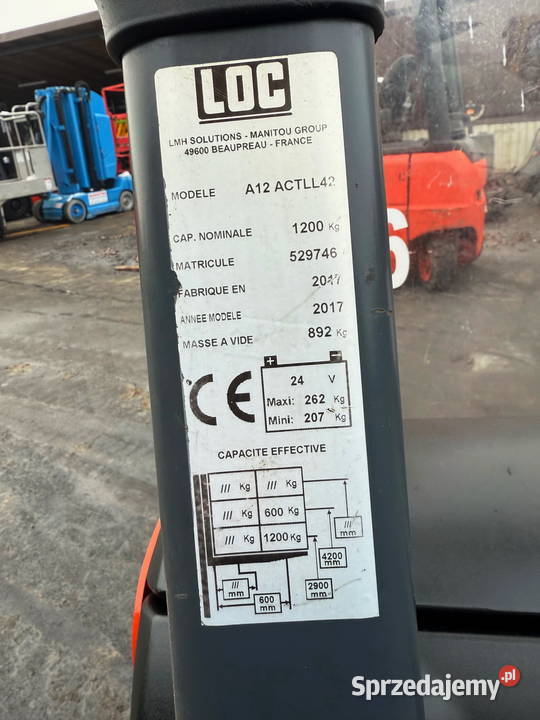 LOC
LMH SOLUTIONS - MANITOU GROUP
49600 BEAUPREAU - FRANCE
MODELE A12 ACTLL42
CAP. NOMINALE 1200 Kg
MATRICULE 529746
FABRIQUE EN 2017
ANNEE MODELE 2017
MASSE A VIDE 892 Kg
+ -
CE
24 V
Maxi: 262 Kg
Mini: 207 Kg
CAPACITE EFFECTIVE
/// Kg /// Kg
/// Kg 600 Kg
/// Kg 1200 Kg
/// mm
4200 mm
2900 mm
/// mm
600 mm
6
Sprzedajemy.pl